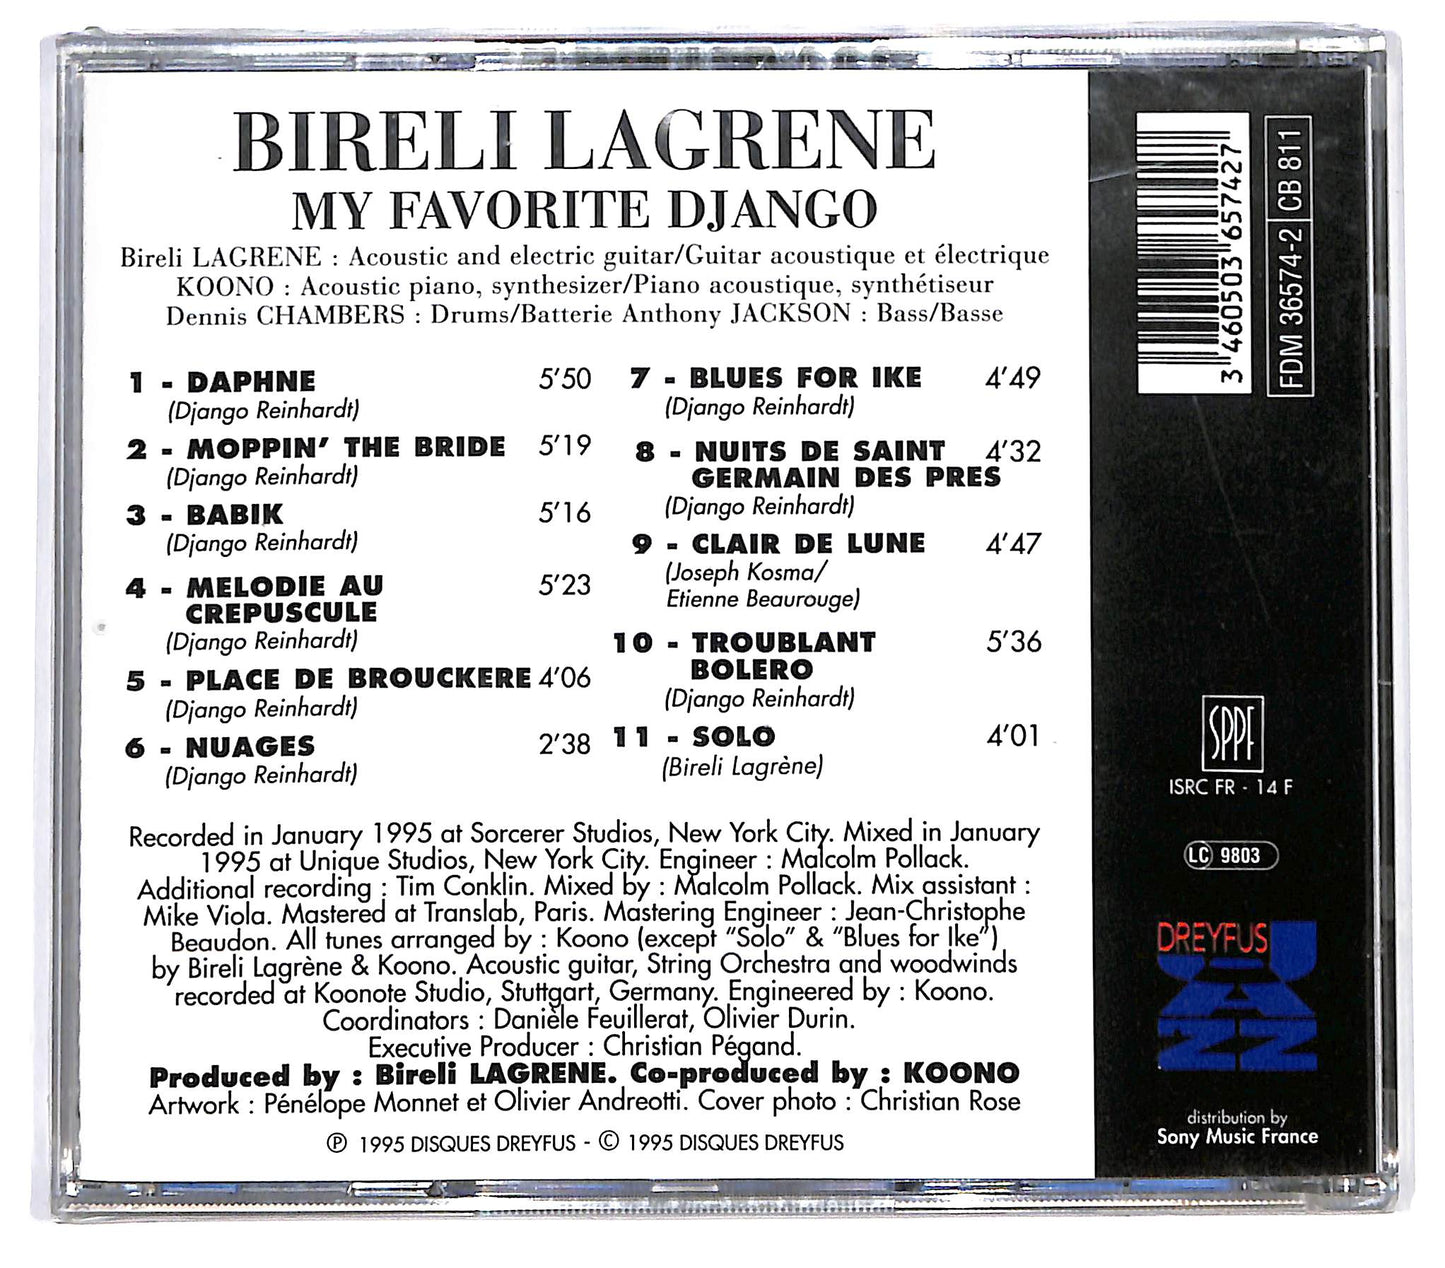 BIRELI LAGRENE
MY FAVORITE DJANGO
Bireli LAGRENE : Acoustic and electric guitar/Guitar acoustique et électrique
KOONO : Acoustic piano, synthesizer/Piano acoustique, synthétiseur
Dennis CHAMBERS : Drums/Batterie Anthony JACKSON : Bass/Basse
1 - DAPHNE 5'50
(Django Reinhardt)
2 - MOPPIN' THE BRIDE 5'19
(Django Reinhardt)
3 - BABIK 5'16
(Django Reinhardt)
4 - MELODIE AU 5'23
CREPUSCULE
(Django Reinhardt)
5 - PLACE DE BROUCKERE 4'06
(Django Reinhardt)
6 - NUAGES 2'38
(Django Reinhardt)
7 - BLUES FOR IKE 4'49
(Django Reinhardt)
8 - NUITS DE SAINT 4'32
GERMAIN DES PRES
(Django Reinhardt)
9 - CLAIR DE LUNE 4'47
(Joseph Kosma/
Etienne Beaurouge)
10 - TROUBLANT 5'36
BOLERO
(Django Reinhardt)
11 - SOLO 4'01
(Bireli Lagrène)
Recorded in January 1995 at Sorcerer Studios, New York City. Mixed in January
1995 at Unique Studios, New York City. Engineer : Malcolm Pollack.
Additional recording : Tim Conklin. Mixed by : Malcolm Pollack. Mix assistant :
Mike Viola. Mastered at Translab, Paris. Mastering Engineer : Jean-Christophe
Beaudon. All tunes arranged by : Koono (except "Solo" & "Blues for Ike")
by Bireli Lagrène & Koono. Acoustic guitar, String Orchestra and woodwinds
recorded at Koonote Studio, Stuttgart, Germany. Engineered by : Koono.
Coordinators : Danièle Feuillerat, Olivier Durin.
Executive Producer : Christian Pégand.
Produced by : Bireli LAGRENE. Co-produced by : KOONO
Artwork : Pénélope Monnet et Olivier Andreotti. Cover photo : Christian Rose
℗ 1995 DISQUES DREYFUS - © 1995 DISQUES DREYFUS
3 460503 657427
FDM 36574-2 CB 811
SPPF
ISRC FR - 14 F
LC 9803
DREYFUS
JAZZ
distribution by
Sony Music France